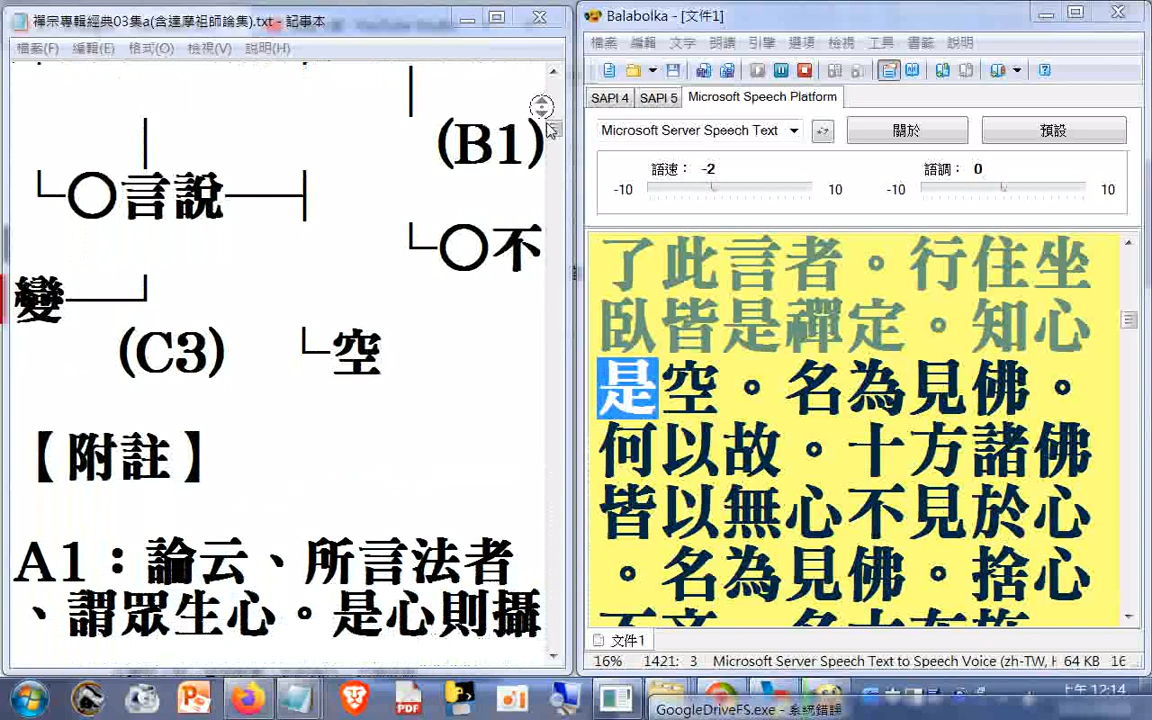 禪宗專輯經典03集a(含達摩祖師論集).txt - 記事本
檔案(F) 編輯(E) 格式(O) 檢視(V) 說明(H)
│
│ (B1)
└○言說──┤
└○不
變──┘
(C3) └空
【附註】
A1：論云、所言法者
、謂眾生心。是心則攝
Balabolka - [文件1]
檔案 編輯 文字 朗讀 引擎 選項 檢視 工具 書籤 說明
SAPI 4 SAPI 5 Microsoft Speech Platform
Microsoft Server Speech Text 關於 預設
語速： -2 語調： 0
-10 10 -10 10
了此言者。行住坐
臥皆是禪定。知心
是空。名為見佛。
何以故。十方諸佛
皆以無心不見於心
。名為見佛。捨心
文件1
16% 1421: 3 Microsoft Server Speech Text to Speech Voice (zh-TW, H 64 KB 16
上午 12:14
GoogleDriveFS.exe - 系統錯誤